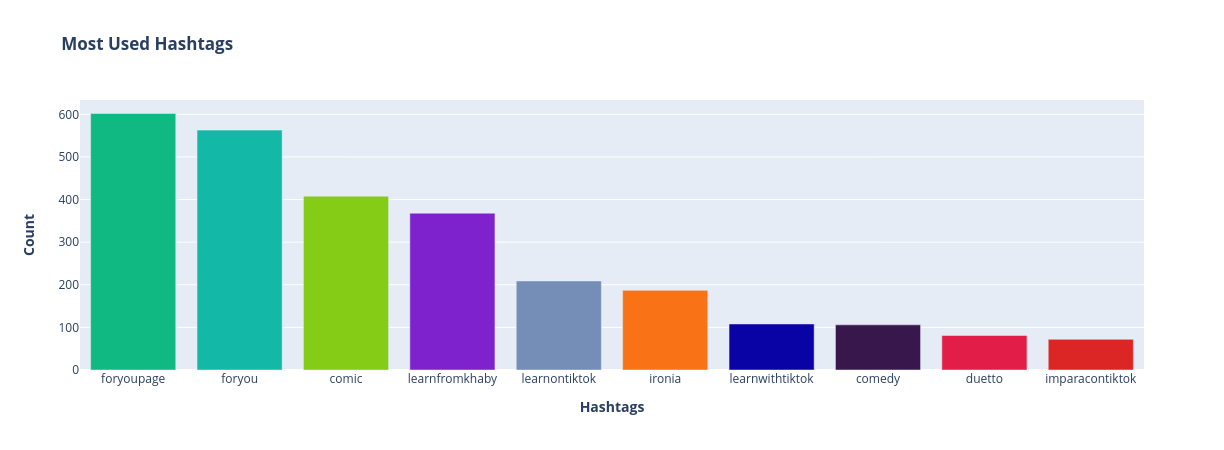 Most Used Hashtags
Count
600
500
400
300
200
100
0
foryoupage foryou comic learnfromkhaby learnontiktok ironia learnwithtiktok comedy duetto imparacontiktok
Hashtags